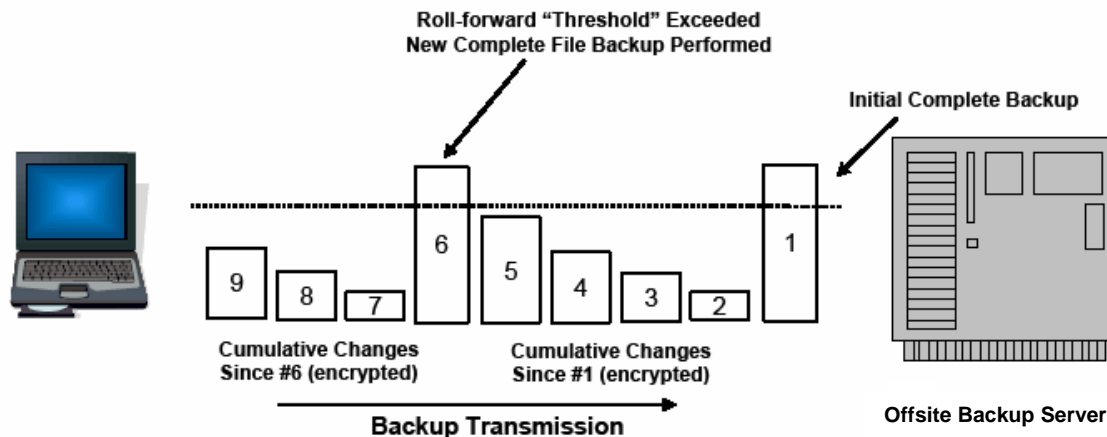 Roll-forward “Threshold” Exceeded
New Complete File Backup Performed
Initial Complete Backup
9
8
7
6
5
4
3
2
1
Cumulative Changes
Since #6 (encrypted)
Cumulative Changes
Since #1 (encrypted)
Backup Transmission
Offsite Backup Server